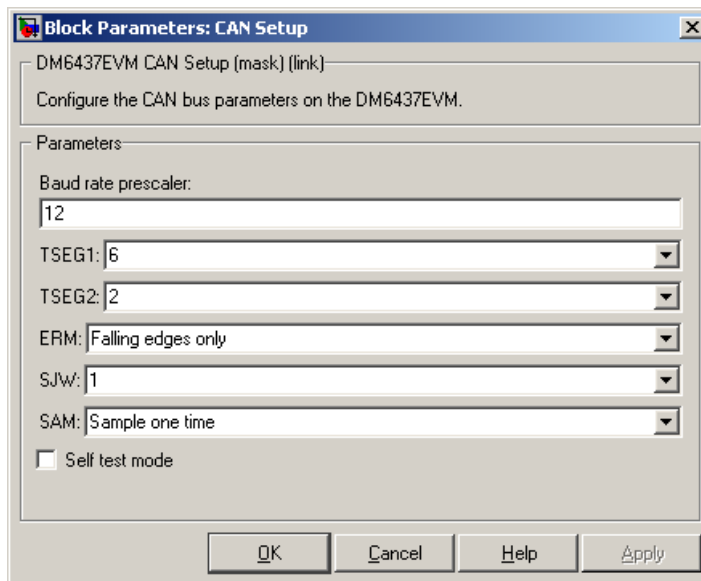 Block Parameters: CAN Setup
DM6437EVM CAN Setup (mask) (link)
Configure the CAN bus parameters on the DM6437EVM.
Parameters
Baud rate prescaler:
12
TSEG1: 6
TSEG2: 2
ERM: Falling edges only
SJW: 1
SAM: Sample one time
Self test mode
OK Cancel Help Apply